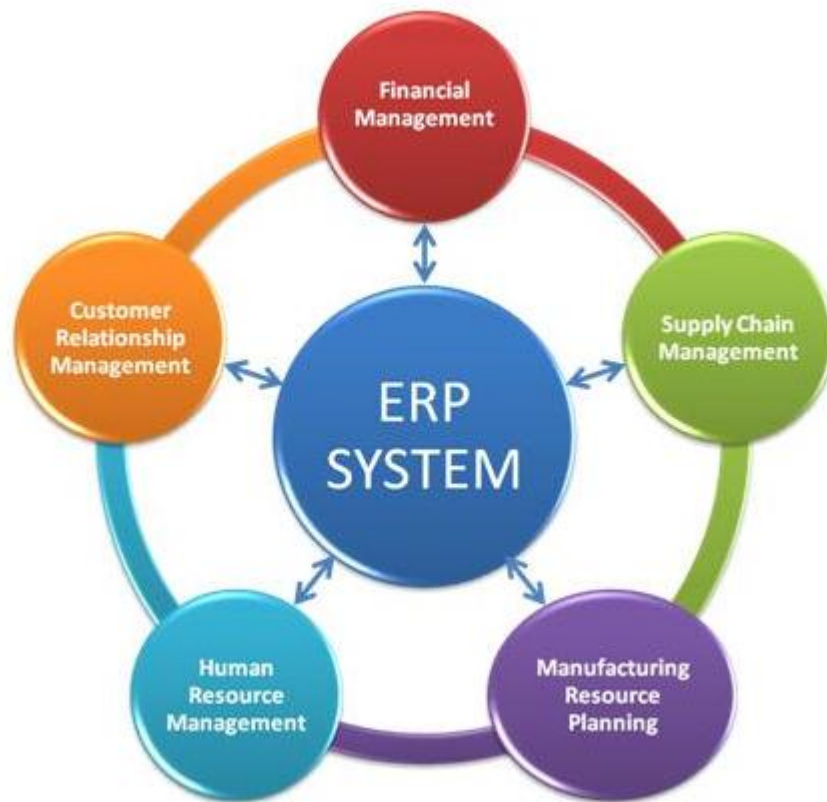 Financial
Management
Customer
Relationship
Management
Supply Chain
Management
ERP
SYSTEM
Human
Resource
Management
Manufacturing
Resource
Planning